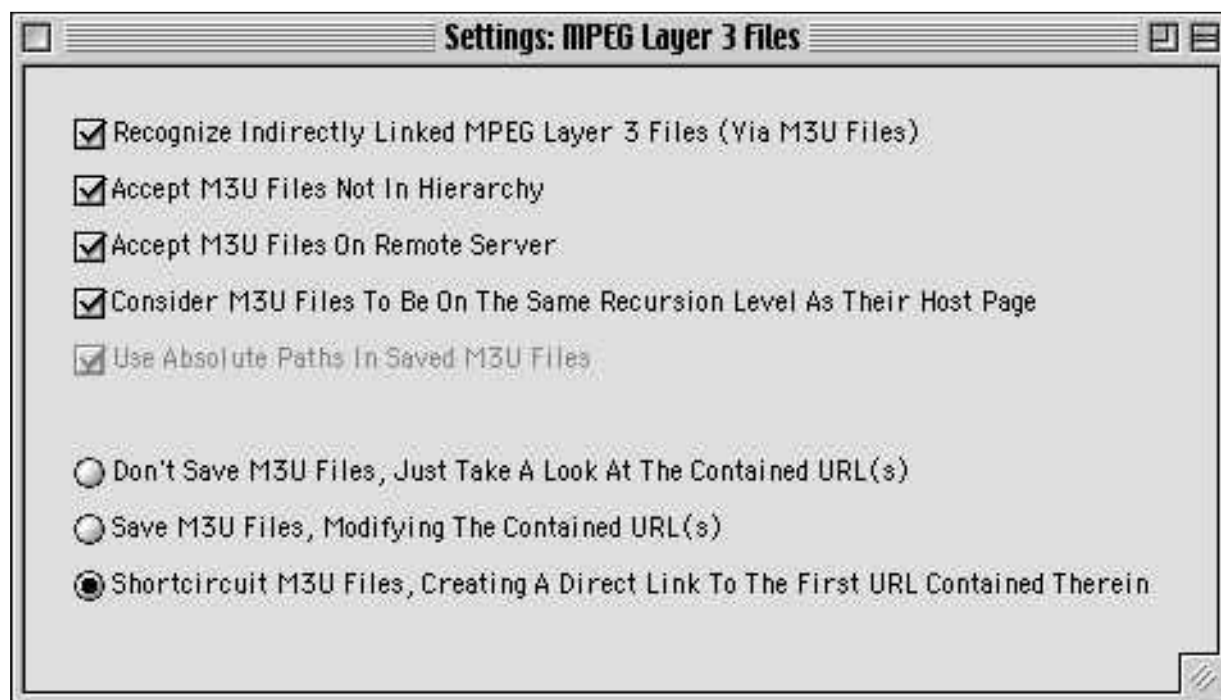 Settings: MPEG Layer 3 Files
Recognize Indirectly Linked MPEG Layer 3 Files (Via M3U Files)
Accept M3U Files Not In Hierarchy
Accept M3U Files On Remote Server
Consider M3U Files To Be On The Same Recursion Level As Their Host Page
Use Absolute Paths In Saved M3U Files
Don't Save M3U Files, Just Take A Look At The Contained URL(s)
Save M3U Files, Modifying The Contained URL(s)
Shortcircuit M3U Files, Creating A Direct Link To The First URL Contained Therein